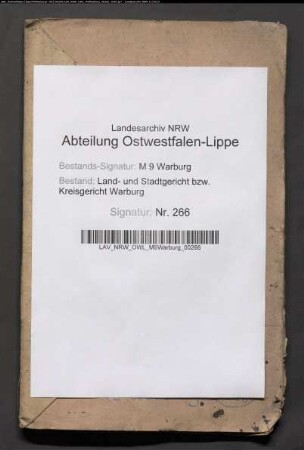 Landesarchiv NRW
Abteilung Ostwestfalen-Lippe
Bestands-Signatur: M 9 Warburg
Bestand: Land- und Stadtgericht bzw.
Kreisgericht Warburg
Signatur: Nr. 266
LAV_NRW_OWL_M9Warburg_00266